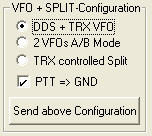 VFO + SPLIT-Configuration
DDS + TRX VFO
2 VFOs A/B Mode
TRX controlled Split
PTT => GND
Send above Configuration